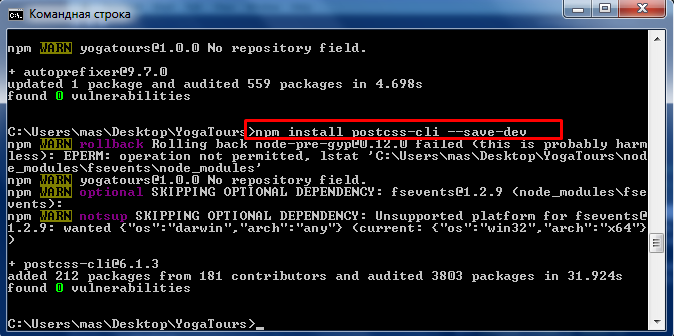 Командная строка
npm WARN yogatours@1.0.0 No repository field.
+ autoprefixer@9.7.0
updated 1 package and audited 559 packages in 4.698s
found 0 vulnerabilities
C:\Users\mas\Desktop\YogaTours>npm install postcss-cli --save-dev
npm WARN rollback Rolling back node-pre-gyp@0.12.0 failed (this is probably harm
less): EPERM: operation not permitted, lstat 'C:\Users\mas\Desktop\YogaTours\nod
e_modules\fsevents\node_modules'
npm WARN yogatours@1.0.0 No repository field.
npm WARN optional SKIPPING OPTIONAL DEPENDENCY: fsevents@1.2.9 (node_modules\fse
vents):
npm WARN notsup SKIPPING OPTIONAL DEPENDENCY: Unsupported platform for fsevents@
1.2.9: wanted {"os":"darwin","arch":"any"} (current: {"os":"win32","arch":"x64"}
)
+ postcss-cli@6.1.3
added 212 packages from 181 contributors and audited 3803 packages in 31.924s
found 0 vulnerabilities
C:\Users\mas\Desktop\YogaTours>_